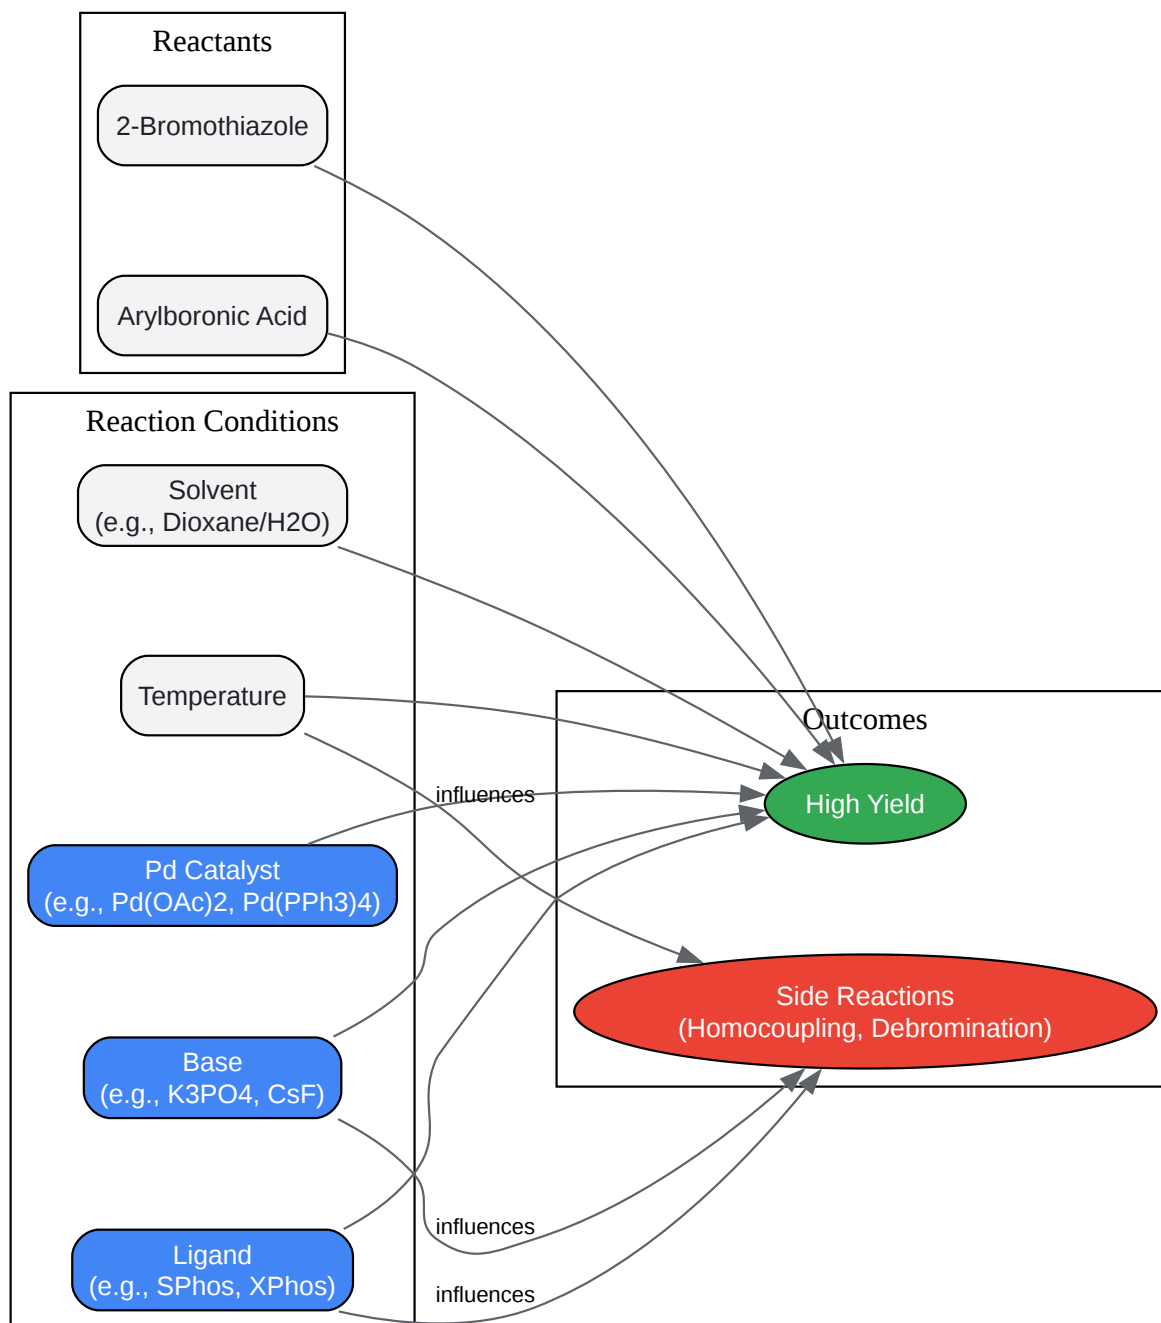 Reactants
2-Bromothiazole
Arylboronic Acid
Reaction Conditions
Solvent
(e.g., Dioxane/H2O)
Temperature
Pd Catalyst
(e.g., Pd(OAc)2, Pd(PPh3)4)
Base
(e.g., K3PO4, CsF)
Ligand
(e.g., SPhos, XPhos)
influences
influences
influences
Outcomes
High Yield
Side Reactions
(Homocoupling, Debromination)